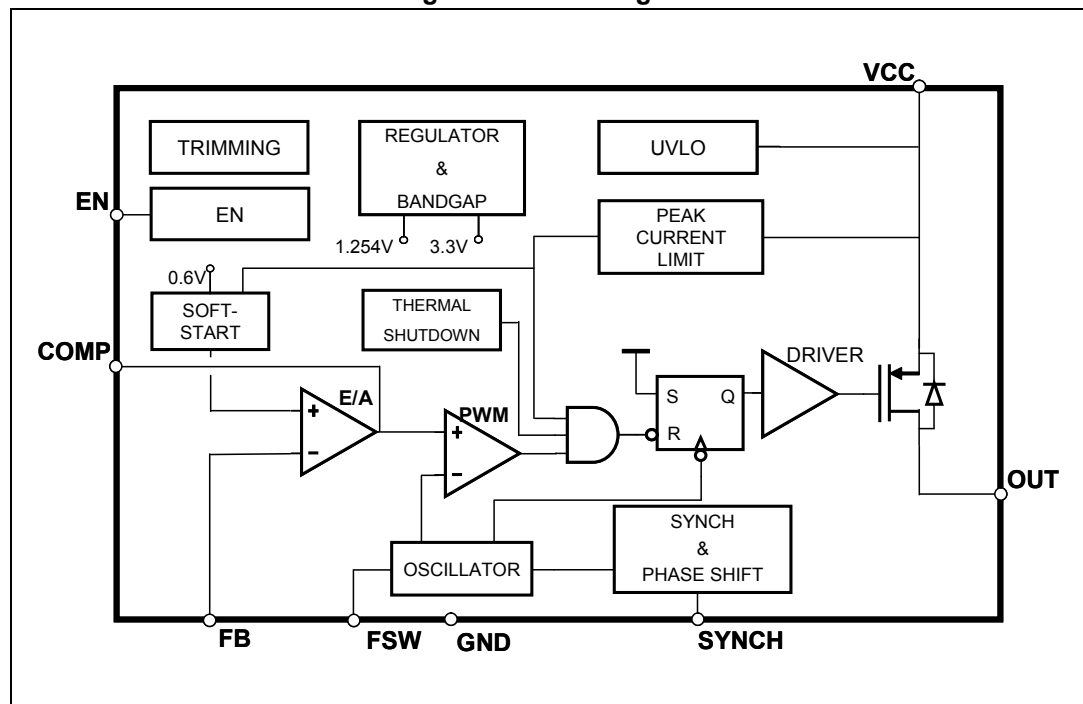 VCC
TRIMMING
REGULATOR
&
BANDGAP
UVLO
EN
EN
PEAK
CURRENT
LIMIT
1.254V
3.3V
0.6V
SOFT-
START
THERMAL
SHUTDOWN
COMP
DRIVER
E/A
+
-
PWM
+
-
S
Q
R
OUT
SYNCH
&
PHASE SHIFT
OSCILLATOR
FB
FSW
GND
SYNCH